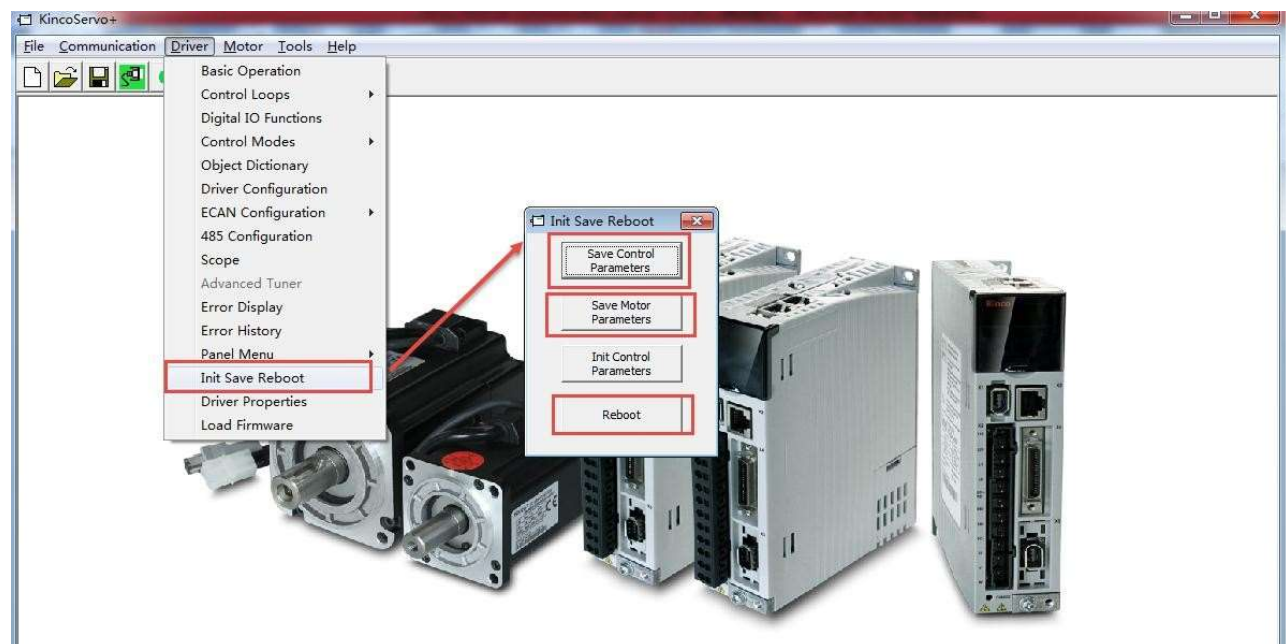 KincoServo+
File Communication Driver Motor Tools Help
Basic Operation
Control Loops
Digital IO Functions
Control Modes
Object Dictionary
Driver Configuration
ECAN Configuration
485 Configuration
Scope
Advanced Tuner
Error Display
Error History
Panel Menu
Init Save Reboot
Driver Properties
Load Firmware
Init Save Reboot
Save Control
Parameters
Save Motor
Parameters
Init Control
Parameters
Reboot
Kinco